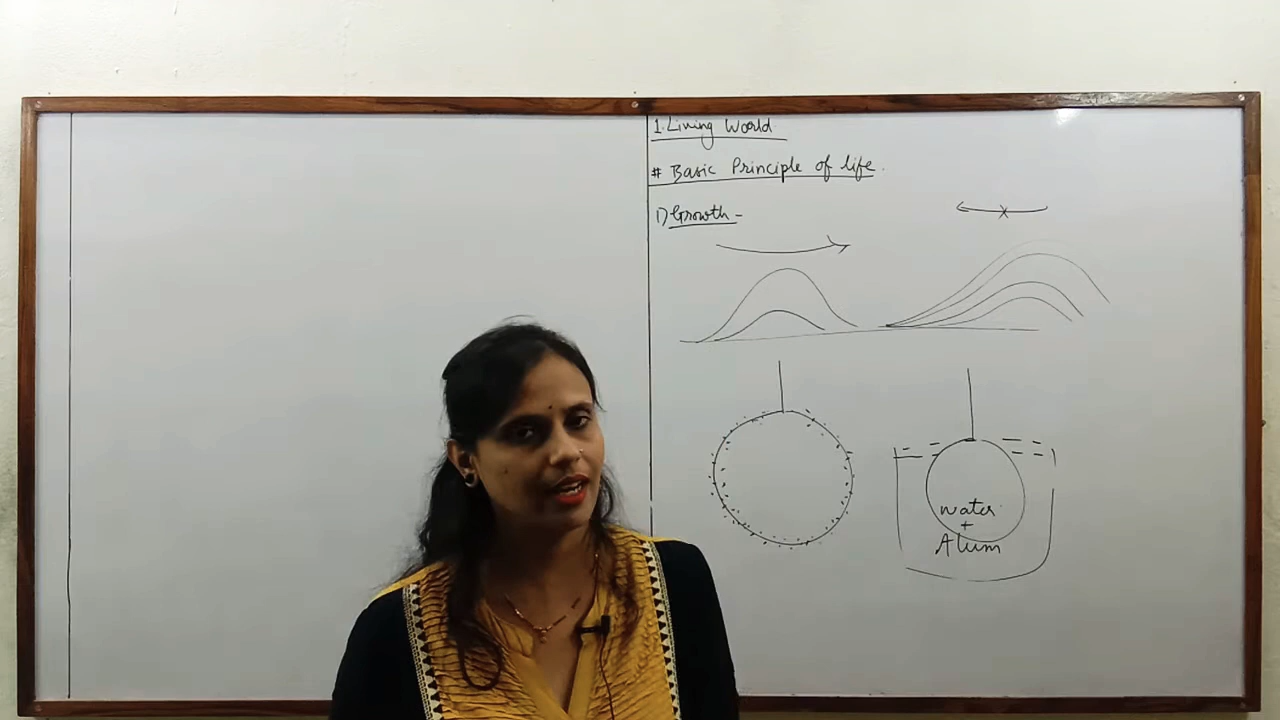 1. Living World
# Basic Principle of life.
1) Growth -
water
+
Alum